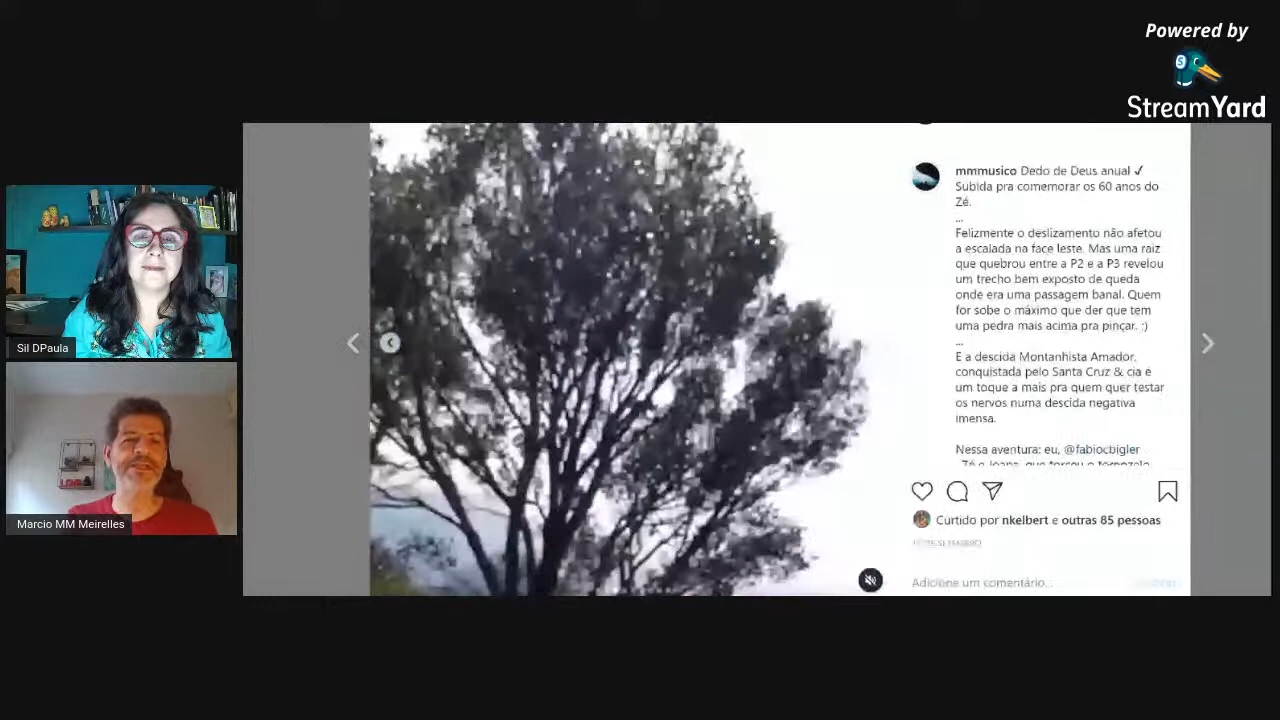 Powered by
StreamYard
Sil DPaula
Marcio MM Meirelles
mmmusico Dedo de Deus anual ✓
Subida pra comemorar os 60 anos do
Zé.
...
Felizmente o deslizamento não afetou
a escalada na face leste. Mas uma raiz
que quebrou entre a P2 e a P3 revelou
um trecho bem exposto de queda
onde era uma passagem banal. Quem
for sobe o máximo que der que tem
uma pedra mais acima pra pinçar. :)
...
E a descida Montanhista Amador,
conquistada pelo Santa Cruz & cia é
um toque a mais pra quem quer testar
os nervos numa descida negativa
imensa.
Nessa aventura: eu, @fabiocbigler
Curtido por nkelbert e outras 85 pessoas
Adicione um comentário...